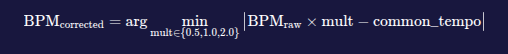 BPM_corrected = arg min_{mult∈{0.5,1.0,2.0}} |BPM_raw × mult − common_tempo|